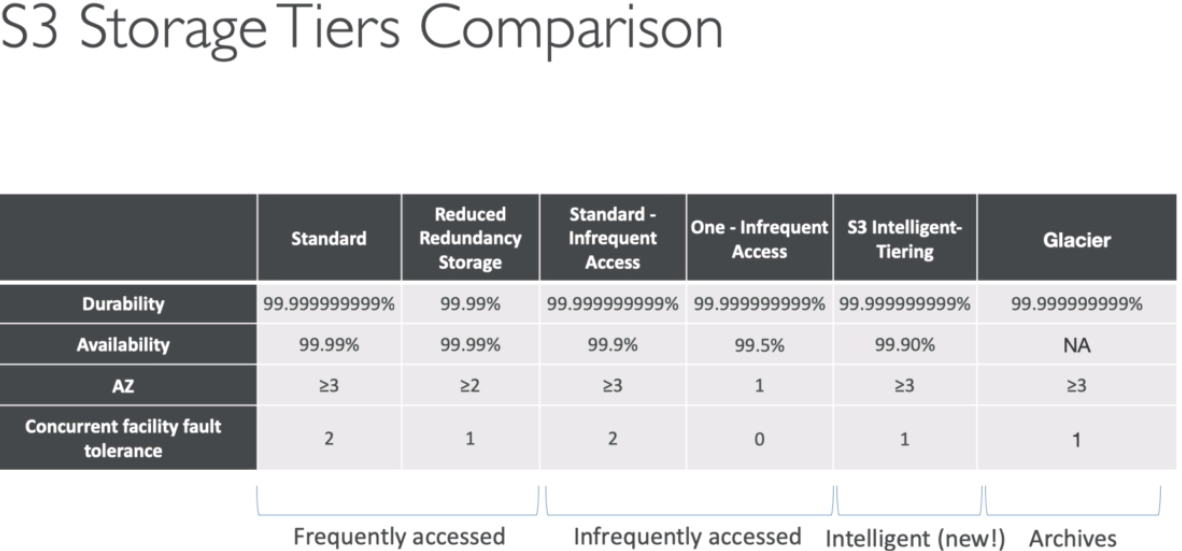 S3 Storage Tiers Comparison
Standard
Reduced
Redundancy
Storage
Standard -
Infrequent
Access
One - Infrequent
Access
S3 Intelligent-
Tiering
Glacier
Durability 99.999999999% 99.99% 99.999999999% 99.999999999% 99.999999999% 99.999999999%
Availability 99.99% 99.99% 99.9% 99.5% 99.90% NA
AZ ≥3 ≥2 ≥3 1 ≥3 ≥3
Concurrent facility fault
tolerance 2 1 2 0 1 1
Frequently accessed Infrequently accessed Intelligent (new!) Archives